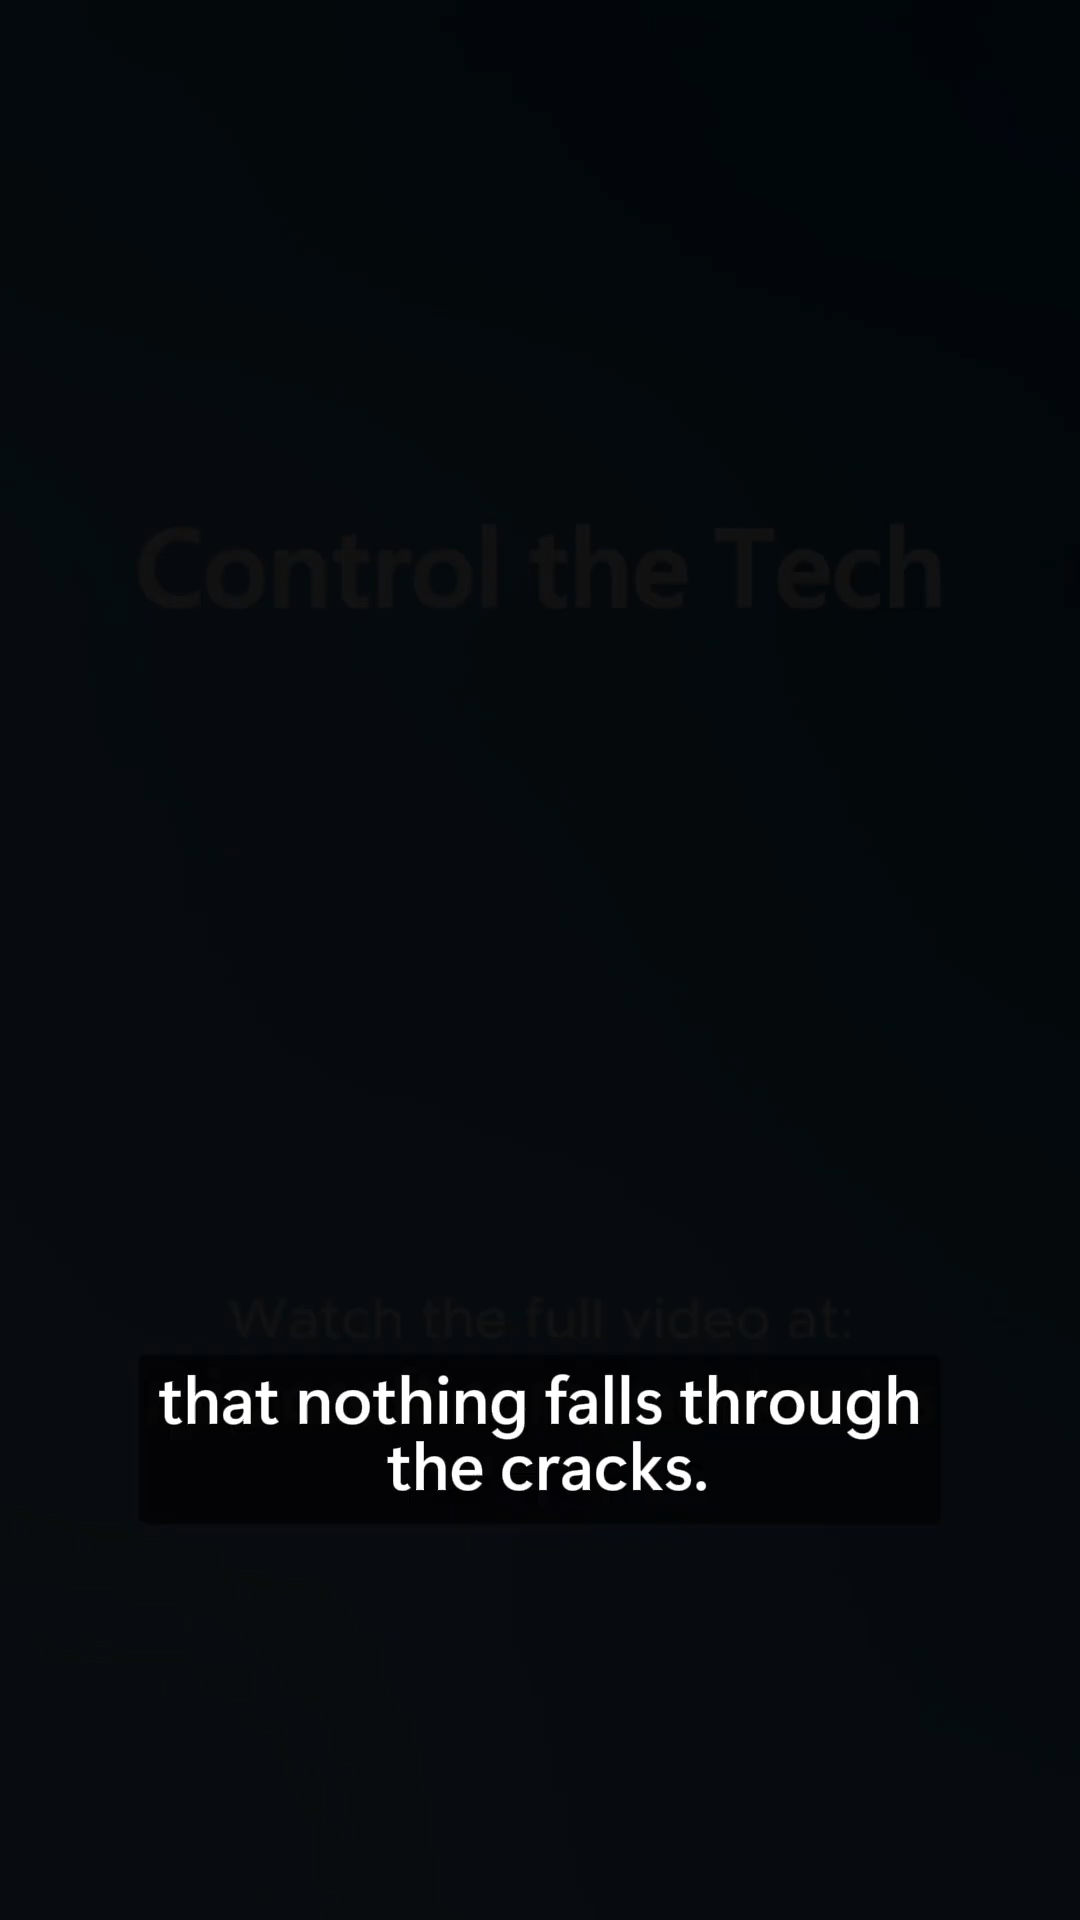 Control the Tech
Watch the full video at:
that nothing falls through
the cracks.